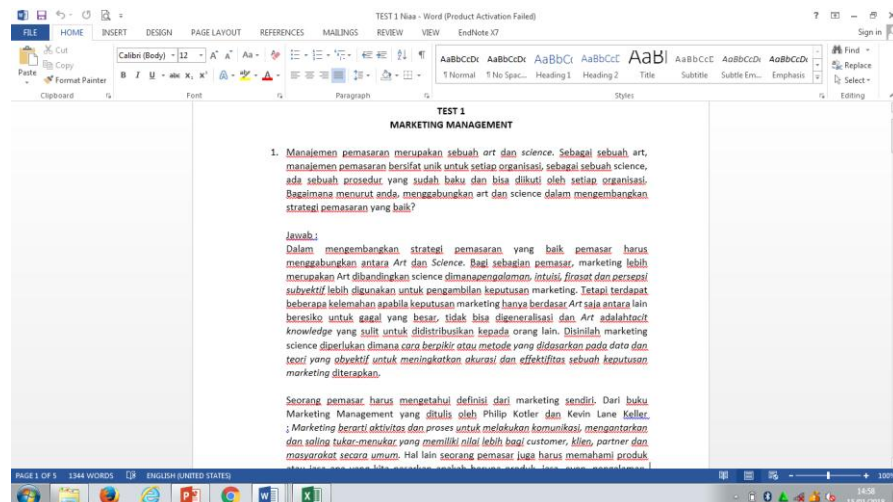 TEST 1 Niaa - Word (Product Activation Failed)
FILE HOME INSERT DESIGN PAGE LAYOUT REFERENCES MAILINGS REVIEW VIEW EndNote X7 Sign in
Cut
Copy
Format Painter
Paste
Calibri (Body) 12
AaBbCcDc AaBbCcDc AaBbCc AaBbCcD AaBl AaBbCcD AaBbCcDc AaBbCcDc
¶ Normal ¶ No Spac... Heading 1 Heading 2 Title Subtitle Subtle Em... Emphasis
Find
Replace
Select
Clipboard Font Paragraph Styles Editing
TEST 1
MARKETING MANAGEMENT
1. Manajemen pemasaran merupakan sebuah art dan science. Sebagai sebuah art,
manajemen pemasaran bersifat unik untuk setiap organisasi, sebagai sebuah science,
ada sebuah prosedur yang sudah baku dan bisa diikuti oleh setiap organisasi.
Bagaimana menurut anda, menggabungkan art dan science dalam mengembangkan
strategi pemasaran yang baik?
Jawab :
Dalam mengembangkan strategi pemasaran yang baik pemasar harus
menggabungkan antara Art dan Science. Bagi sebagian pemasar, marketing lebih
merupakan Art dibandingkan science dimanapengalaman, intuisi, firasat dan persepsi
subyektif lebih digunakan untuk pengambilan keputusan marketing. Tetapi terdapat
beberapa kelemahan apabila keputusan marketing hanya berdasar Art saja antara lain
beresiko untuk gagal yang besar, tidak bisa digeneralisasi dan Art adalahtacit
knowledge yang sulit untuk didistribusikan kepada orang lain. Disinilah marketing
science diperlukan dimana cara berpikir atau metode yang didasarkan pada data dan
teori yang obyektif untuk meningkatkan akurasi dan effektifitas sebuah keputusan
marketing diterapkan.
Seorang pemasar harus mengetahui definisi dari marketing sendiri. Dari buku
Marketing Management yang ditulis oleh Philip Kotler dan Kevin Lane Keller
; Marketing berarti aktivitas dan proses untuk melakukan komunikasi, mengantarkan
dan saling tukar-menukar yang memiliki nilai lebih bagi customer, klien, partner dan
masyarakat secara umum. Hal lain seorang pemasar juga harus memahami produk
PAGE 1 OF 5 1344 WORDS ENGLISH (UNITED STATES) 100%
14:58